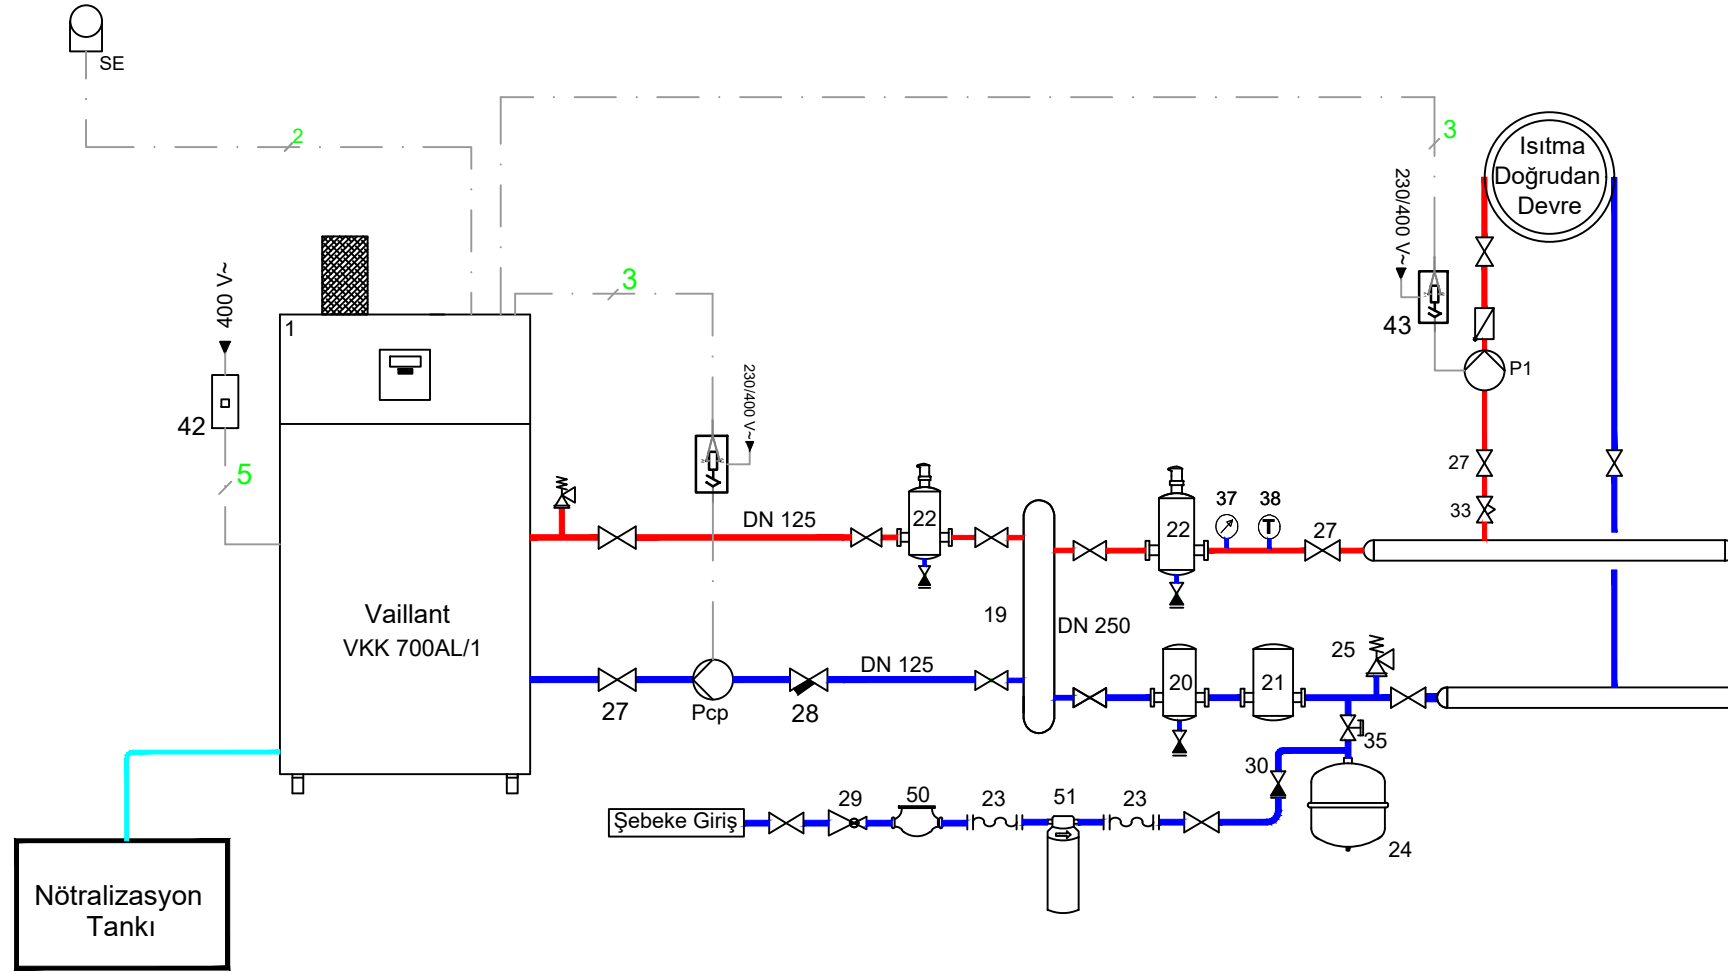 SE
2
3
Isıtma
Doğrudan
Devre
230/400 V~
43
P1
3
400 V~
1
42
5
230/400 V~
27
33
DN 125
22
22
37
38
T
27
Vaillant
VKK 700AL/1
19
DN 250
DN 125
25
20
21
27
Pcp
28
35
30
29
50
23
51
23
Şebeke Giriş
24
Nötralizasyon
Tankı